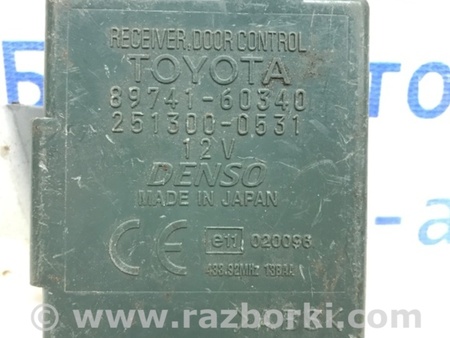 RECEIVER.DOOR CONTROL
TOYOTA
89741-60340
251300-0531
12V
DENSO
MADE IN JAPAN
CE e11 020096
433.92MHz 13BAA
© www.razborki.com